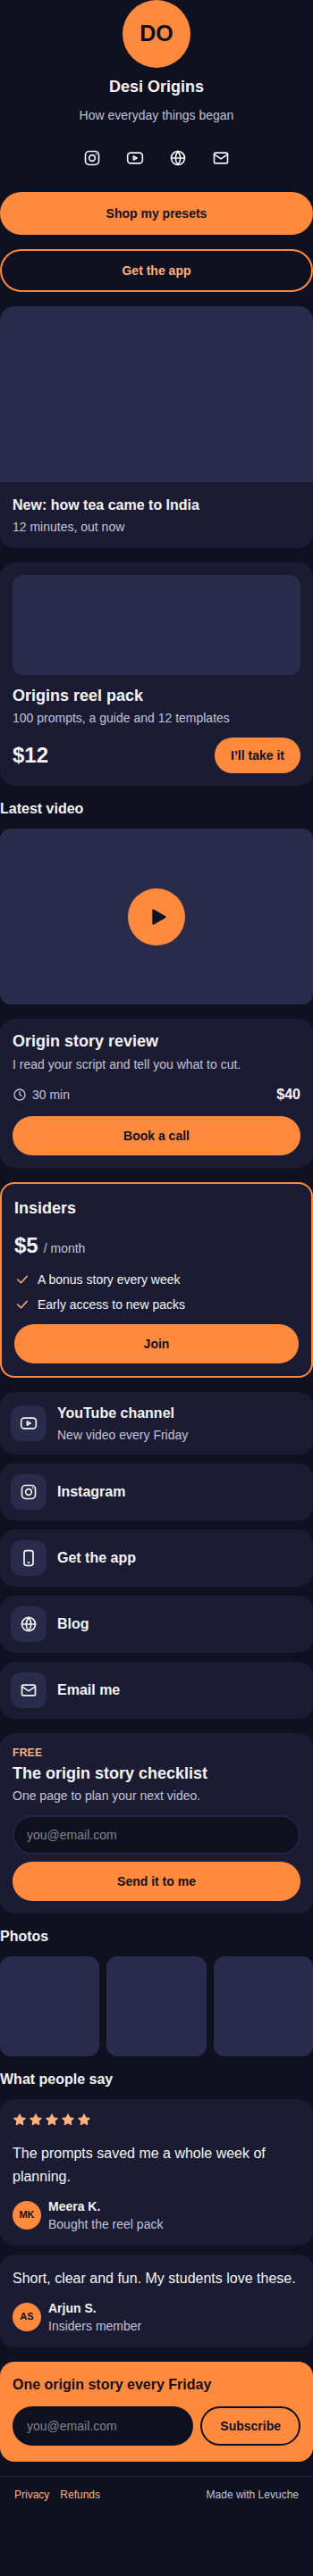 DO
Desi Origins
How everyday things began
Shop my presets
Get the app
New: how tea came to India
12 minutes, out now
Origins reel pack
100 prompts, a guide and 12 templates
$12
I'll take it
Latest video
Origin story review
I read your script and tell you what to cut.
30 min
$40
Book a call
Insiders
$5 / month
A bonus story every week
Early access to new packs
Join
YouTube channel
New video every Friday
Instagram
Get the app
Blog
Email me
FREE
The origin story checklist
One page to plan your next video.
you@email.com
Send it to me
Photos
What people say
The prompts saved me a whole week of
planning.
MK
Meera K.
Bought the reel pack
Short, clear and fun. My students love these.
AS
Arjun S.
Insiders member
One origin story every Friday
you@email.com
Subscribe
Privacy
Refunds
Made with Levuche